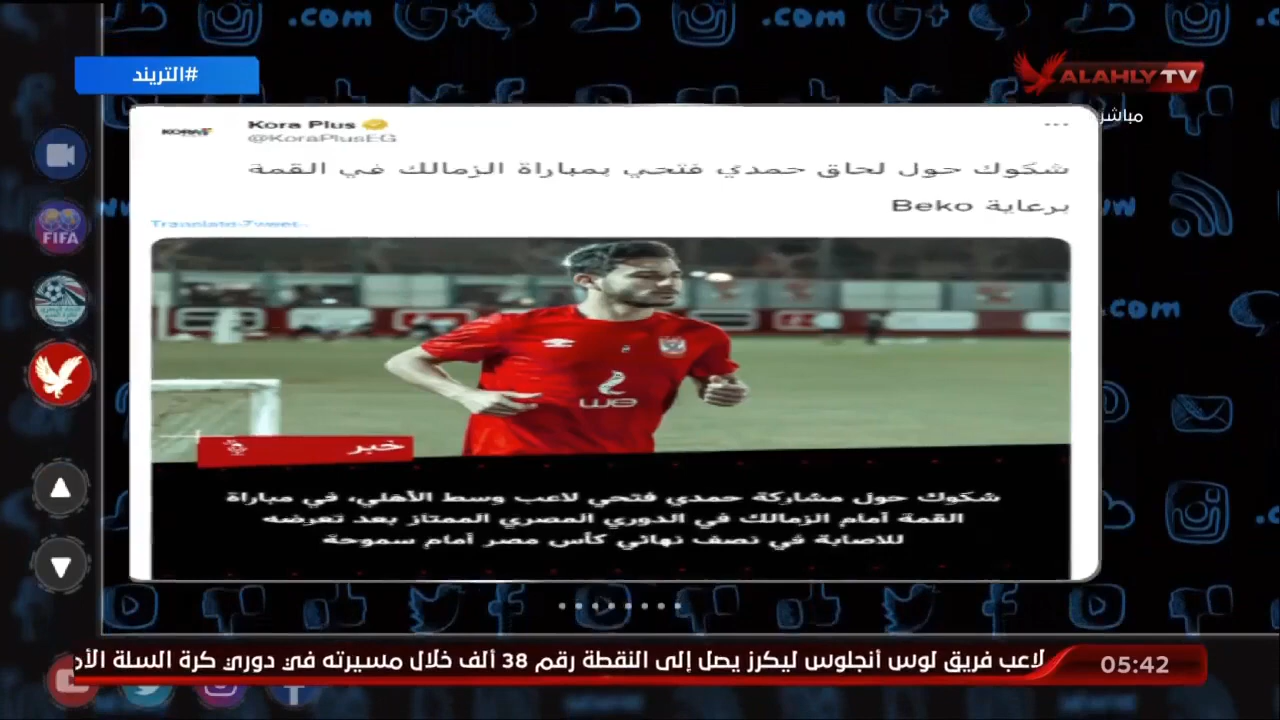 #التريند
ALAHLY TV
مباشر
Kora Plus
@KoraPlusEG
شكوك حول لحاق حمدي فتحي بمباراة الزمالك في القمة
برعاية Beko
Translate Tweet
FIFA
we
خبر
شكوك حول مشاركة حمدي فتحي لاعب وسط الأهلي، في مباراة
القمة أمام الزمالك في الدوري المصري الممتاز بعد تعرضه
للاصابة في نصف نهائي كأس مصر أمام سموحة
لاعب فريق لوس أنجلوس ليكرز يصل إلى النقطة رقم 38 ألف خلال مسيرته في دوري كرة السلة الأم
05:42